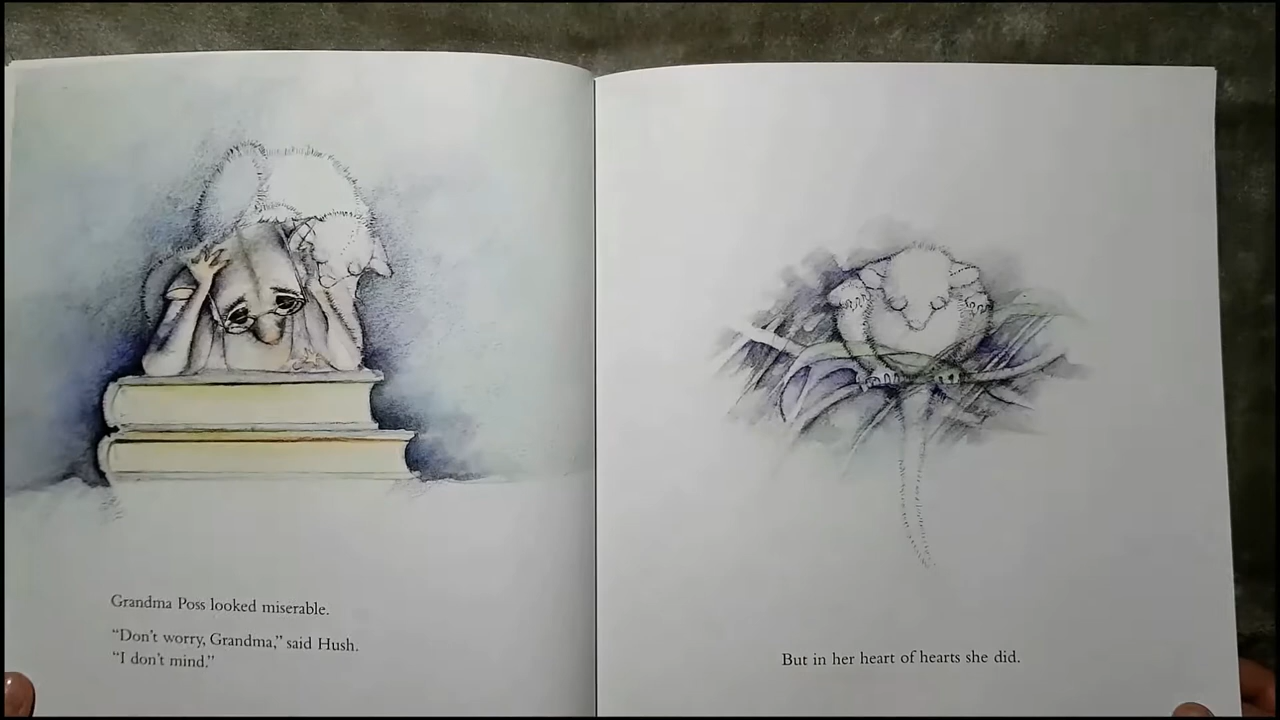 Grandma Poss looked miserable.
“Don’t worry, Grandma,” said Hush.
“I don’t mind.”
But in her heart of hearts she did.